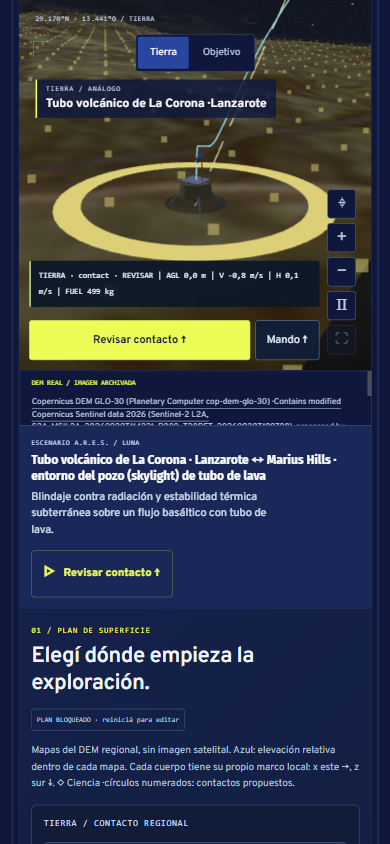 29.170°N · 13.441°O / TIERRA
Tierra
Objetivo
TIERRA / ANÁLOGO
Tubo volcánico de La Corona ·Lanzarote
TIERRA · contact · REVISAR | AGL 0,0 m | V -0,8 m/s | H 0,1
m/s | FUEL 499 kg
Revisar contacto ↑
Mando ↑
DEM REAL / IMAGEN ARCHIVADA
Copernicus DEM GLO-30 (Planetary Computer cop-dem-glo-30) ·Contains modified
Copernicus Sentinel data 2026 (Sentinel-2 L2A,
ESCENARIO A.R.E.S. / LUNA
Tubo volcánico de La Corona · Lanzarote ↔ Marius Hills ·
entorno del pozo (skylight) de tubo de lava
Blindaje contra radiación y estabilidad térmica
subterránea sobre un flujo basáltico con tubo de
lava.
Revisar contacto ↑
01 / PLAN DE SUPERFICIE
Elegí dónde empieza la
exploración.
PLAN BLOQUEADO · reiniciá para editar
Mapas del DEM regional, sin imagen satelital. Azul: elevación relativa
dentro de cada mapa. Cada cuerpo tiene su propio marco local: x este →, z
sur ↓. ◇ Ciencia ·círculos numerados: contactos propuestos.
TIERRA / CONTACTO REGIONAL